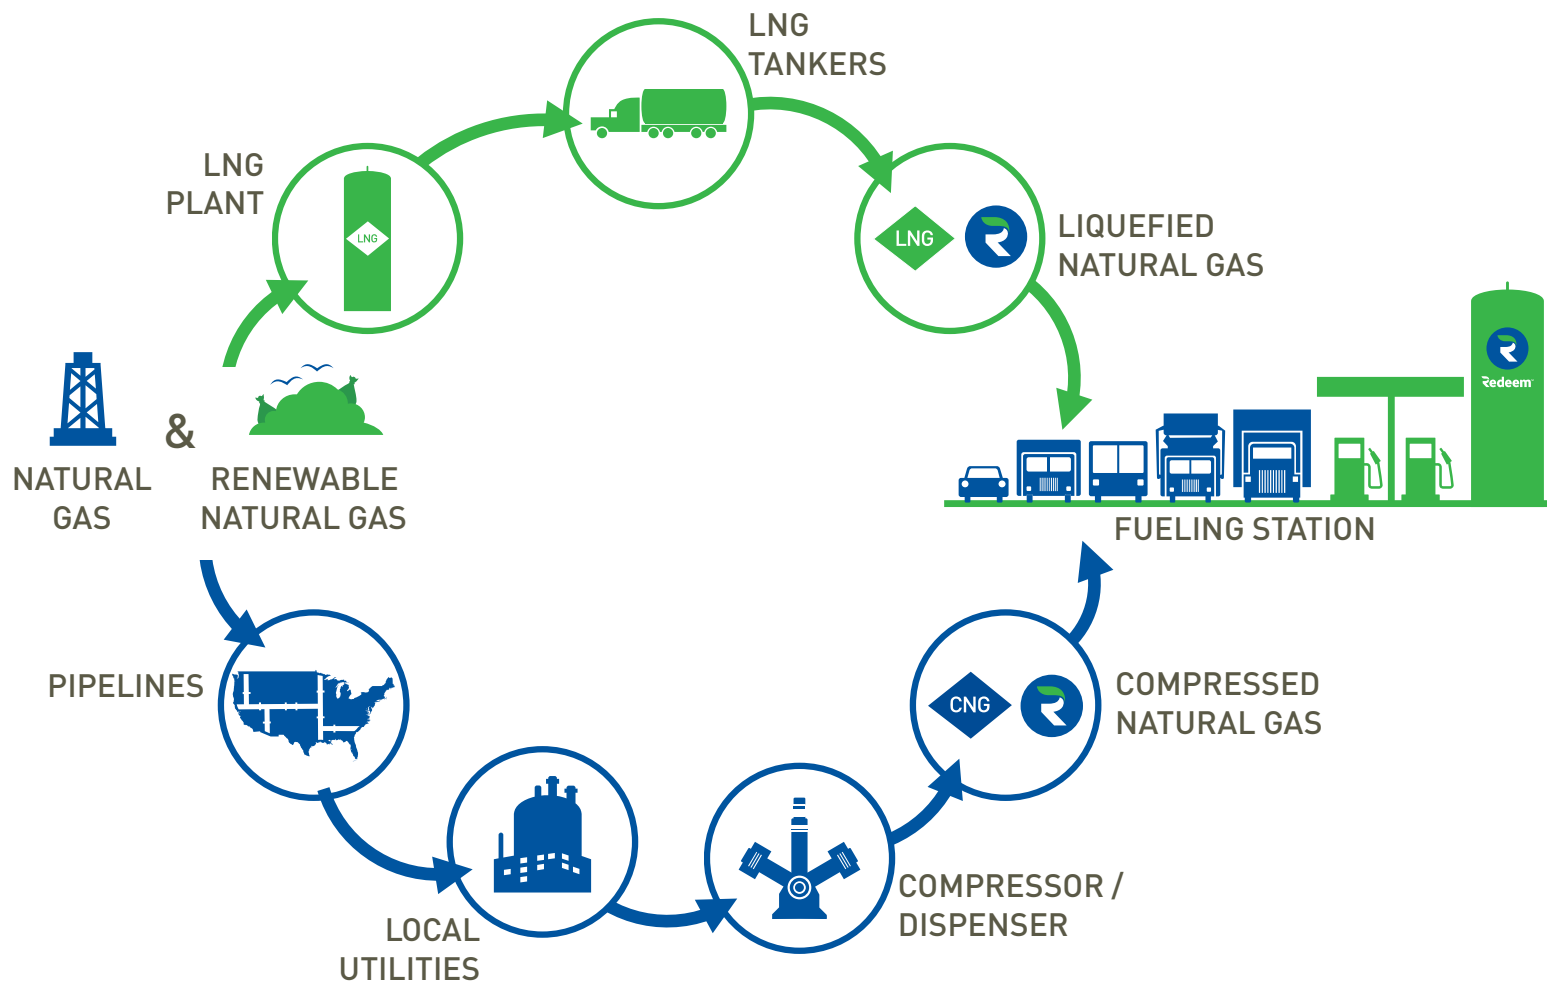 LNG
TANKERS
LNG
PLANT
LNG
LNG
R
LIQUEFIED
NATURAL GAS
R
Redeem™
&
NATURAL
GAS
RENEWABLE
NATURAL GAS
FUELING STATION
PIPELINES
CNG
R
COMPRESSED
NATURAL GAS
COMPRESSOR /
DISPENSER
LOCAL
UTILITIES